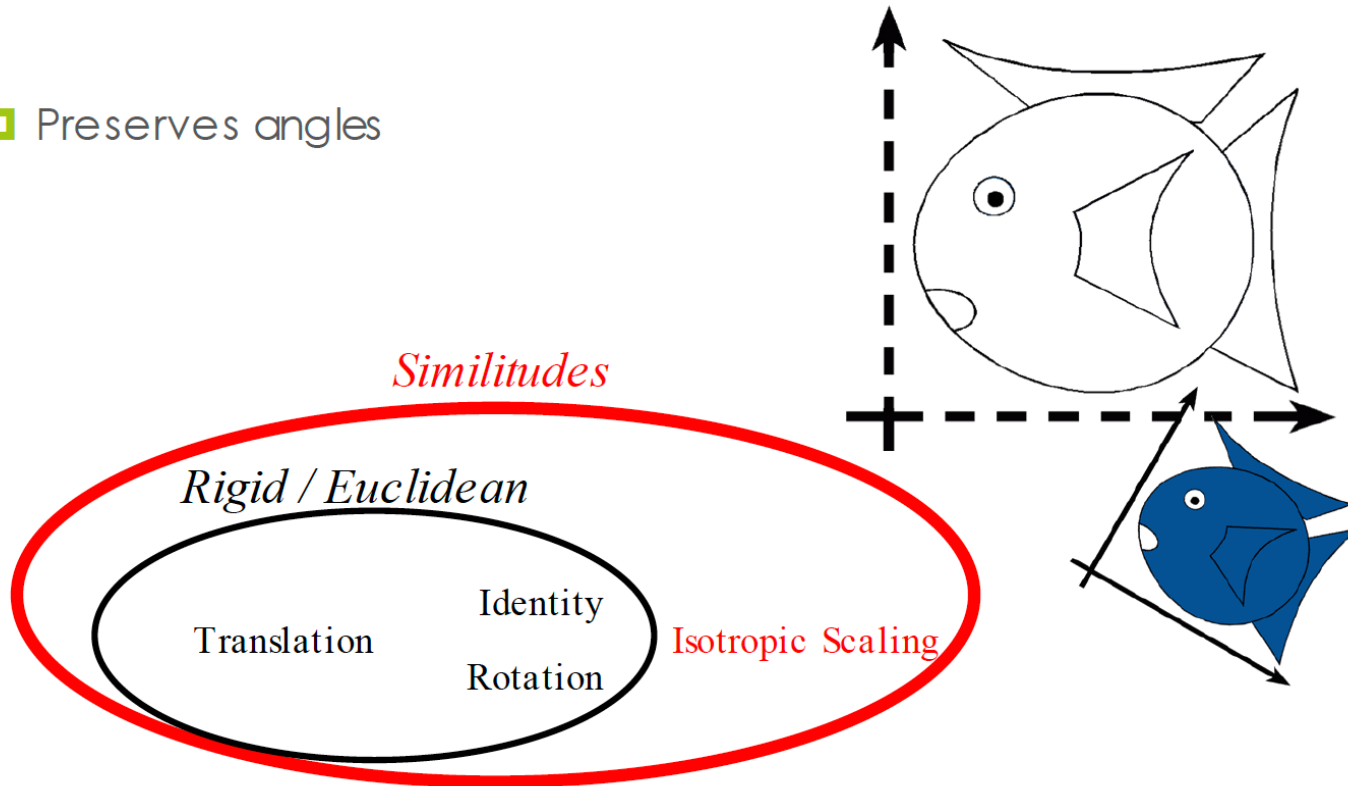 Preserves angles
Similitudes
Rigid / Euclidean
Identity
Translation
Isotropic Scaling
Rotation